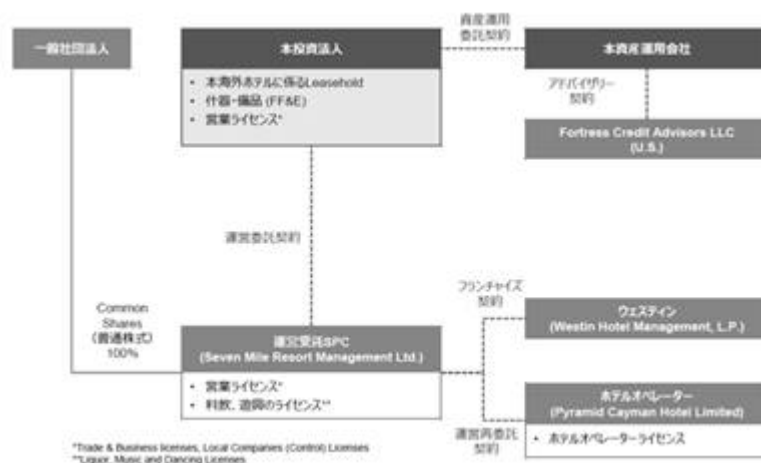 一般社団法人
本投資法人
資産運用
委託契約
本資産運用会社
• 本海外ホテルに係るLeasehold
• 什器・備品 (FF&E)
• 営業ライセンス*
アドバイザリー
契約
Fortress Credit Advisors LLC
(U.S.)
運営委託契約
フランチャイズ
契約
Common
Shares
(普通株式)
100%
運営受託SPC
(Seven Mile Resort Management Ltd.)
• 営業ライセンス*
• 料飲、遊興のライセンス**
ウェスティン
(Westin Hotel Management, L.P.)
ホテルオペレーター
(Pyramid Cayman Hotel Limited)
• ホテルオペレーターライセンス
運営再委託
契約
*Trade & Business licenses, Local Companies (Control) Licenses
**Liquor, Music and Dancing Licenses